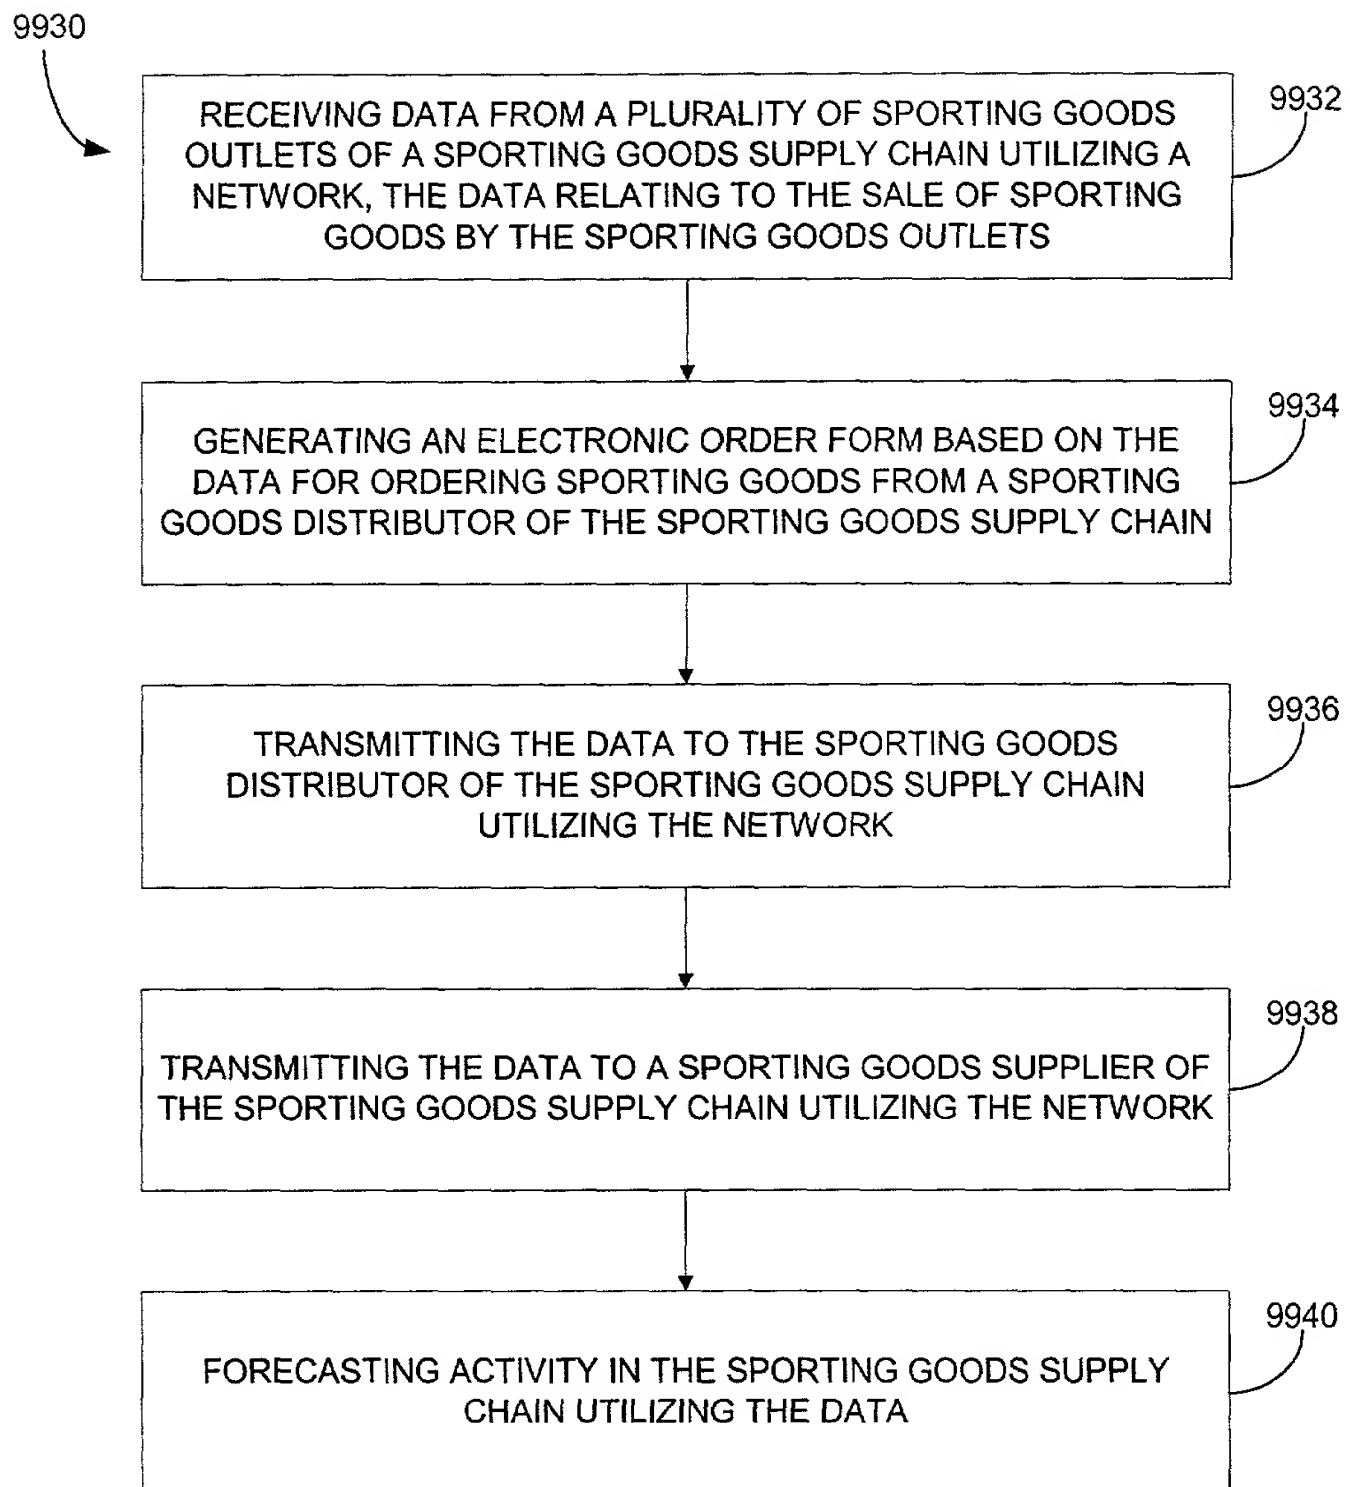 9930
RECEIVING DATA FROM A PLURALITY OF SPORTING GOODS
OUTLETS OF A SPORTING GOODS SUPPLY CHAIN UTILIZING A
NETWORK, THE DATA RELATING TO THE SALE OF SPORTING
GOODS BY THE SPORTING GOODS OUTLETS
9932
GENERATING AN ELECTRONIC ORDER FORM BASED ON THE
DATA FOR ORDERING SPORTING GOODS FROM A SPORTING
GOODS DISTRIBUTOR OF THE SPORTING GOODS SUPPLY CHAIN
9934
TRANSMITTING THE DATA TO THE SPORTING GOODS
DISTRIBUTOR OF THE SPORTING GOODS SUPPLY CHAIN
UTILIZING THE NETWORK
9936
TRANSMITTING THE DATA TO A SPORTING GOODS SUPPLIER OF
THE SPORTING GOODS SUPPLY CHAIN UTILIZING THE NETWORK
9938
FORECASTING ACTIVITY IN THE SPORTING GOODS SUPPLY
CHAIN UTILIZING THE DATA
9940